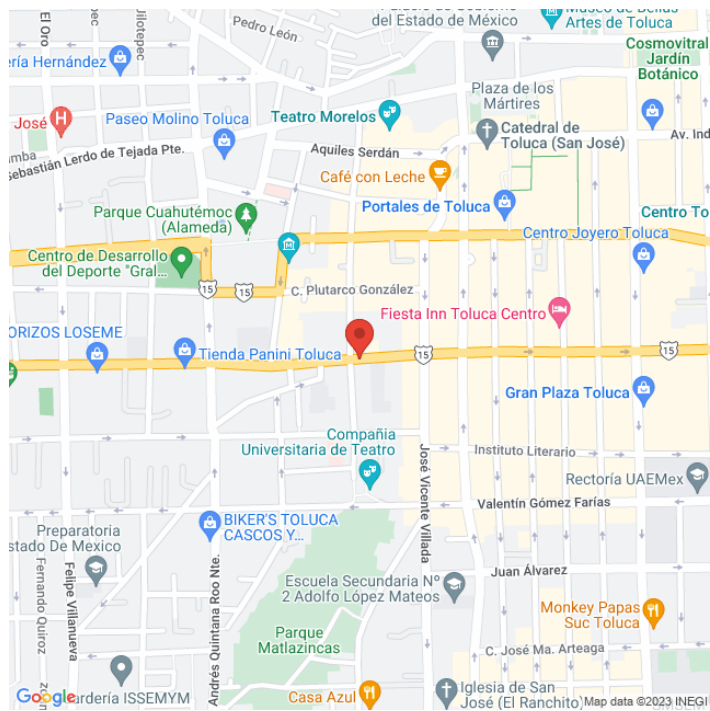 El Oro
Jilotepec
Pedro León
del Estado de México
Museo de Bellas
Artes de Toluca
Cosmovitral
Jardín
Botánico
ería Hernández
Plaza de los
Mártires
José
H
Paseo Molino Toluca
Teatro Morelos
Catedral de
Toluca (San José)
Av. Ind
Sebastián Lerdo de Tejada Pte.
Aquiles Serdán
Café con Leche
Parque Cuahutémoc
(Alameda)
Portales de Toluca
Centro To
Centro Joyero Toluca
Centro de Desarrollo
del Deporte "Gral...
15
15
C. Plutarco González
Fiesta Inn Toluca Centro
ORIZOS LOSEME
Tienda Panini Toluca
15
15
Gran Plaza Toluca
Compañia
Universitaria de Teatro
José Vicente Villada
Instituto Literario
Rectoría UAEMex
Valentín Gómez Farías
BIKER'S TOLUCA
CASCOS Y...
Preparatoria
stado De Mexico
Fernando Quiroz
Felipe Villanueva
Andrés Quintana Roo Nte.
Escuela Secundaria N°
2 Adolfo López Mateos
Juan Álvarez
Monkey Papas
Suc Toluca
Parque
Matlazincas
C. José Ma. Arteaga
Google
ardería ISSEMYM
Casa Azul
Iglesia de San
José (El Ranchito)
Map data ©2023 INEGI